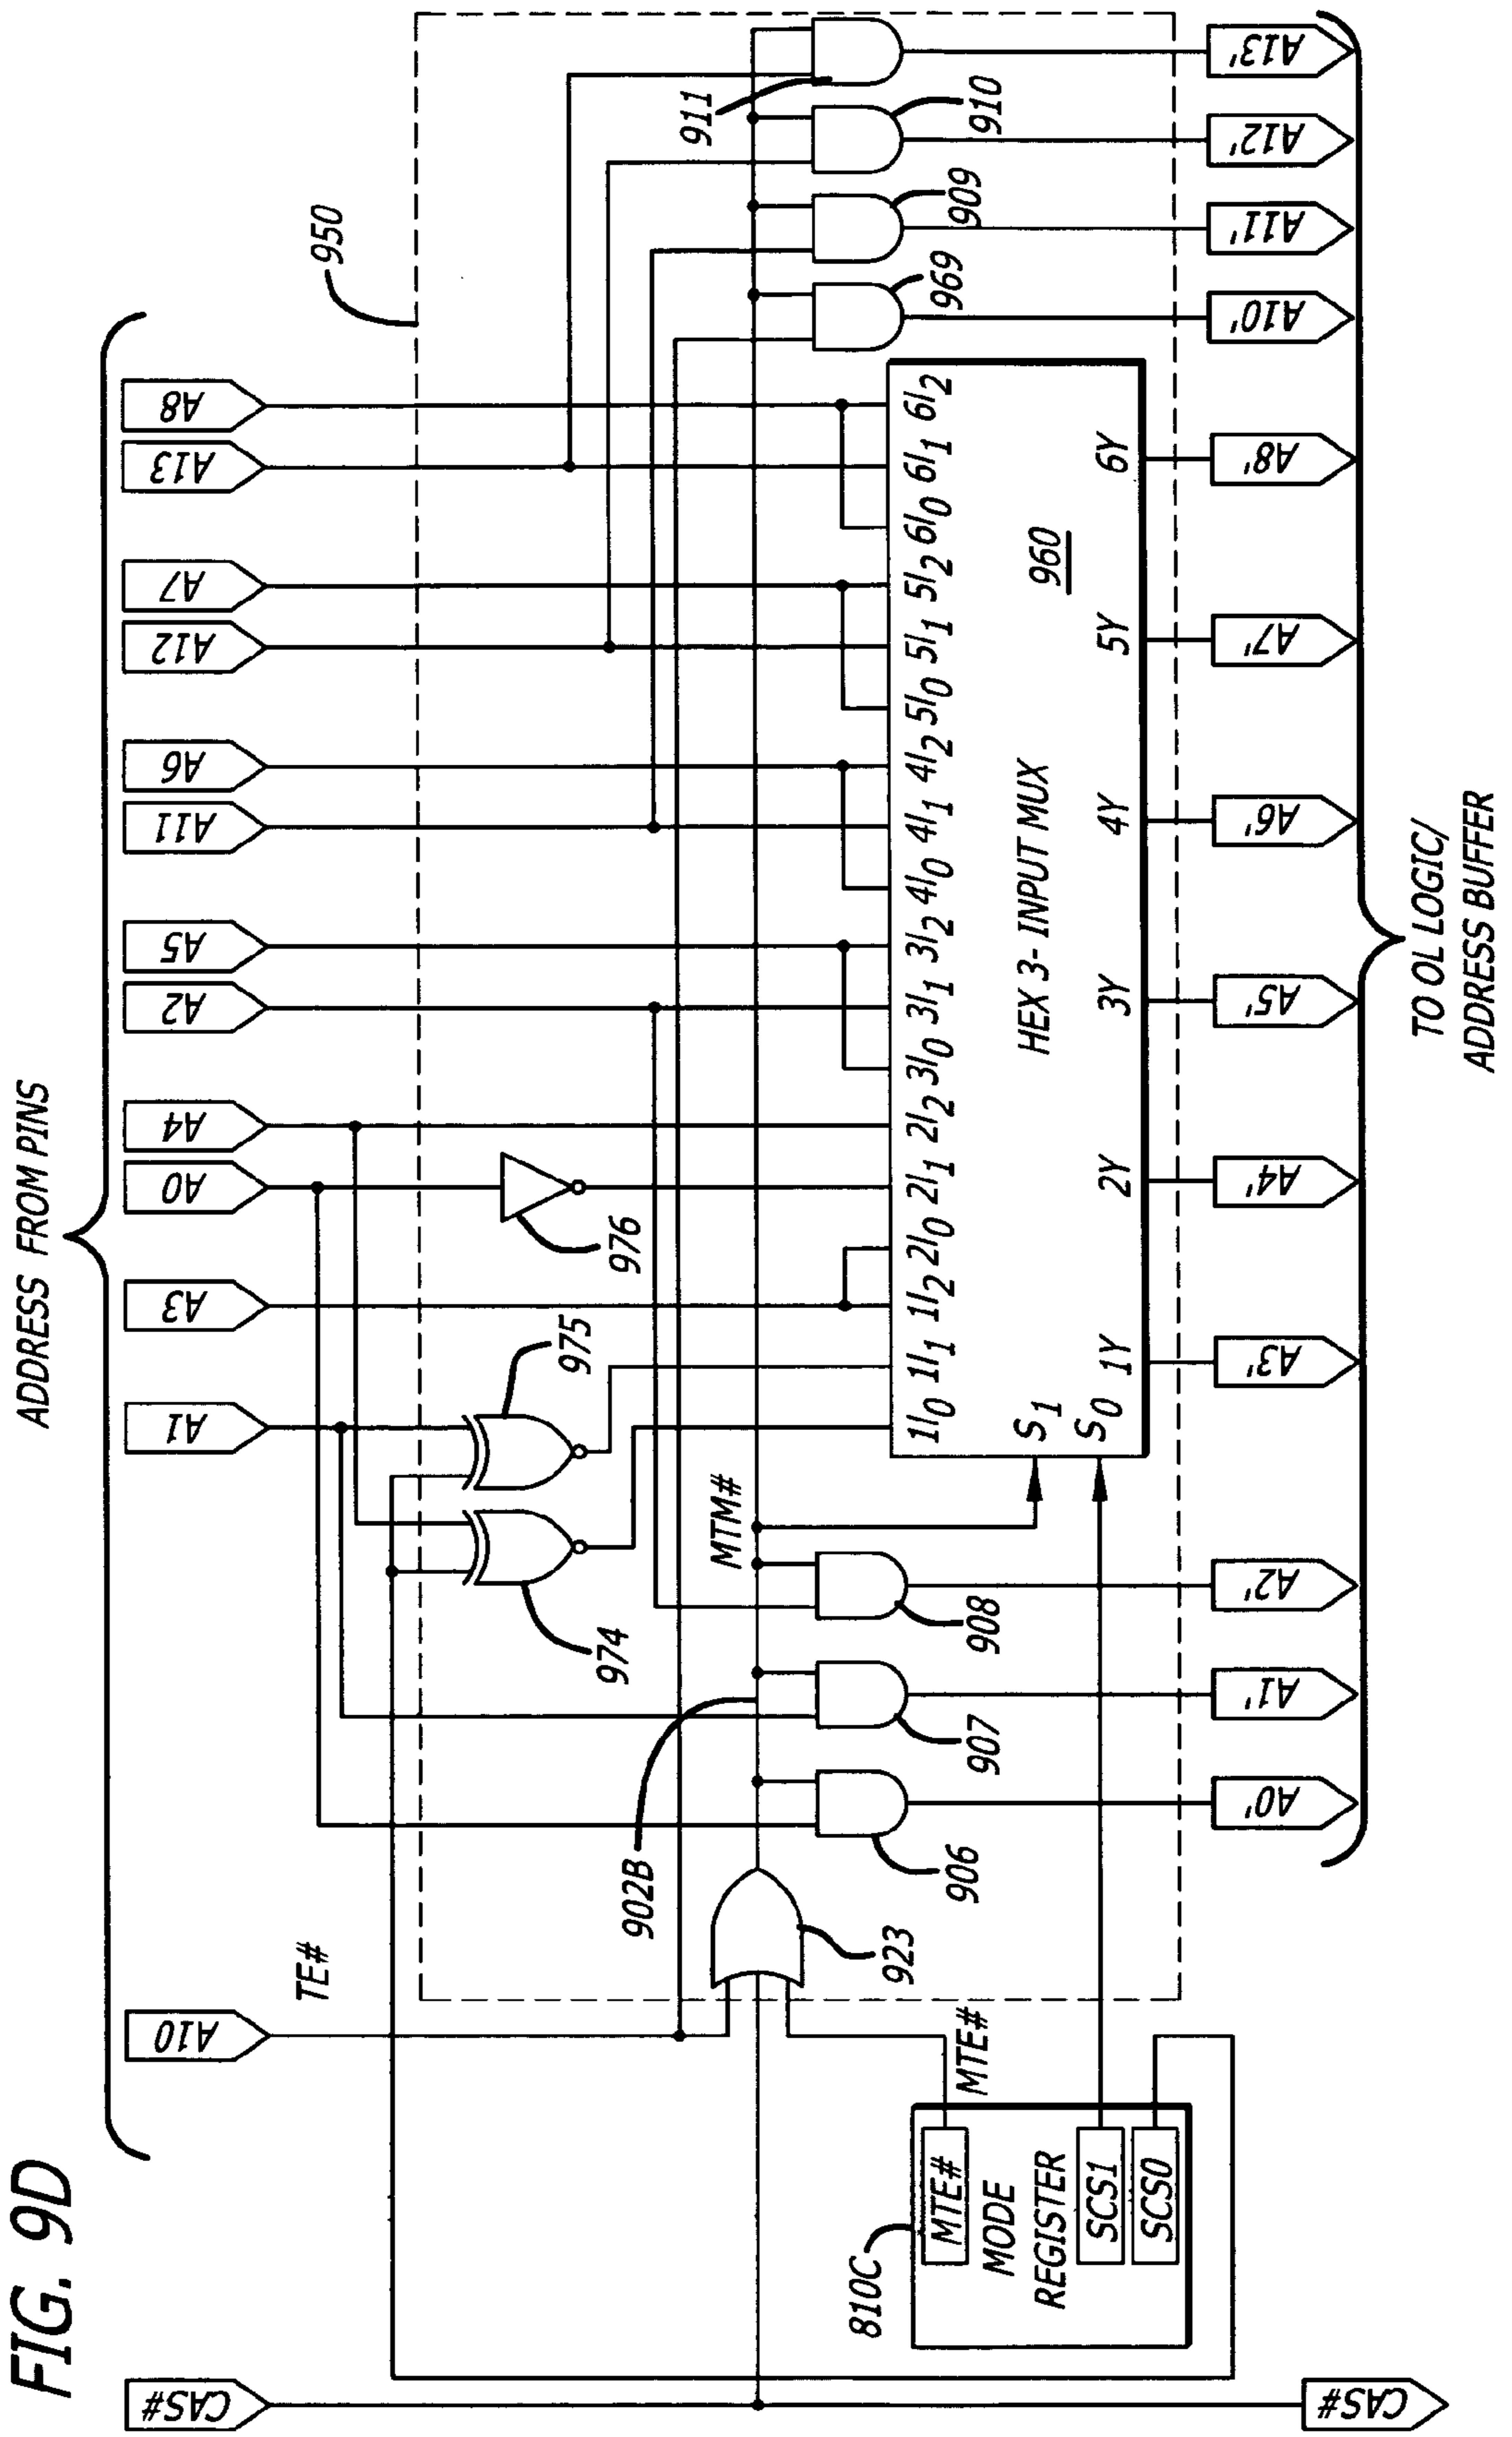 FIG. 9D
ADDRESS FROM PINS
CAS#
A10
TE#
A1
A3
A0
A4
A2
A5
A11
A6
A12
A7
A13
A8
950
974
975
976
902B
MTM#
923
906
907
908
969
909
910
911
810C
MTE#
MODE
REGISTER
SCS1
SCS0
MTE#
1I0
1I1
1I2
2I0
2I1
2I2
3I0
3I1
3I2
4I0
4I1
4I2
5I0
5I1
5I2
6I0
6I1
6I2
S1
S0
HEX 3-INPUT MUX
960
1Y
2Y
3Y
4Y
5Y
6Y
CAS#
A0'
A1'
A2'
A3'
A4'
A5'
A6'
A7'
A8'
A10'
A11'
A12'
A13'
TO OL LOGIC/
ADDRESS BUFFER